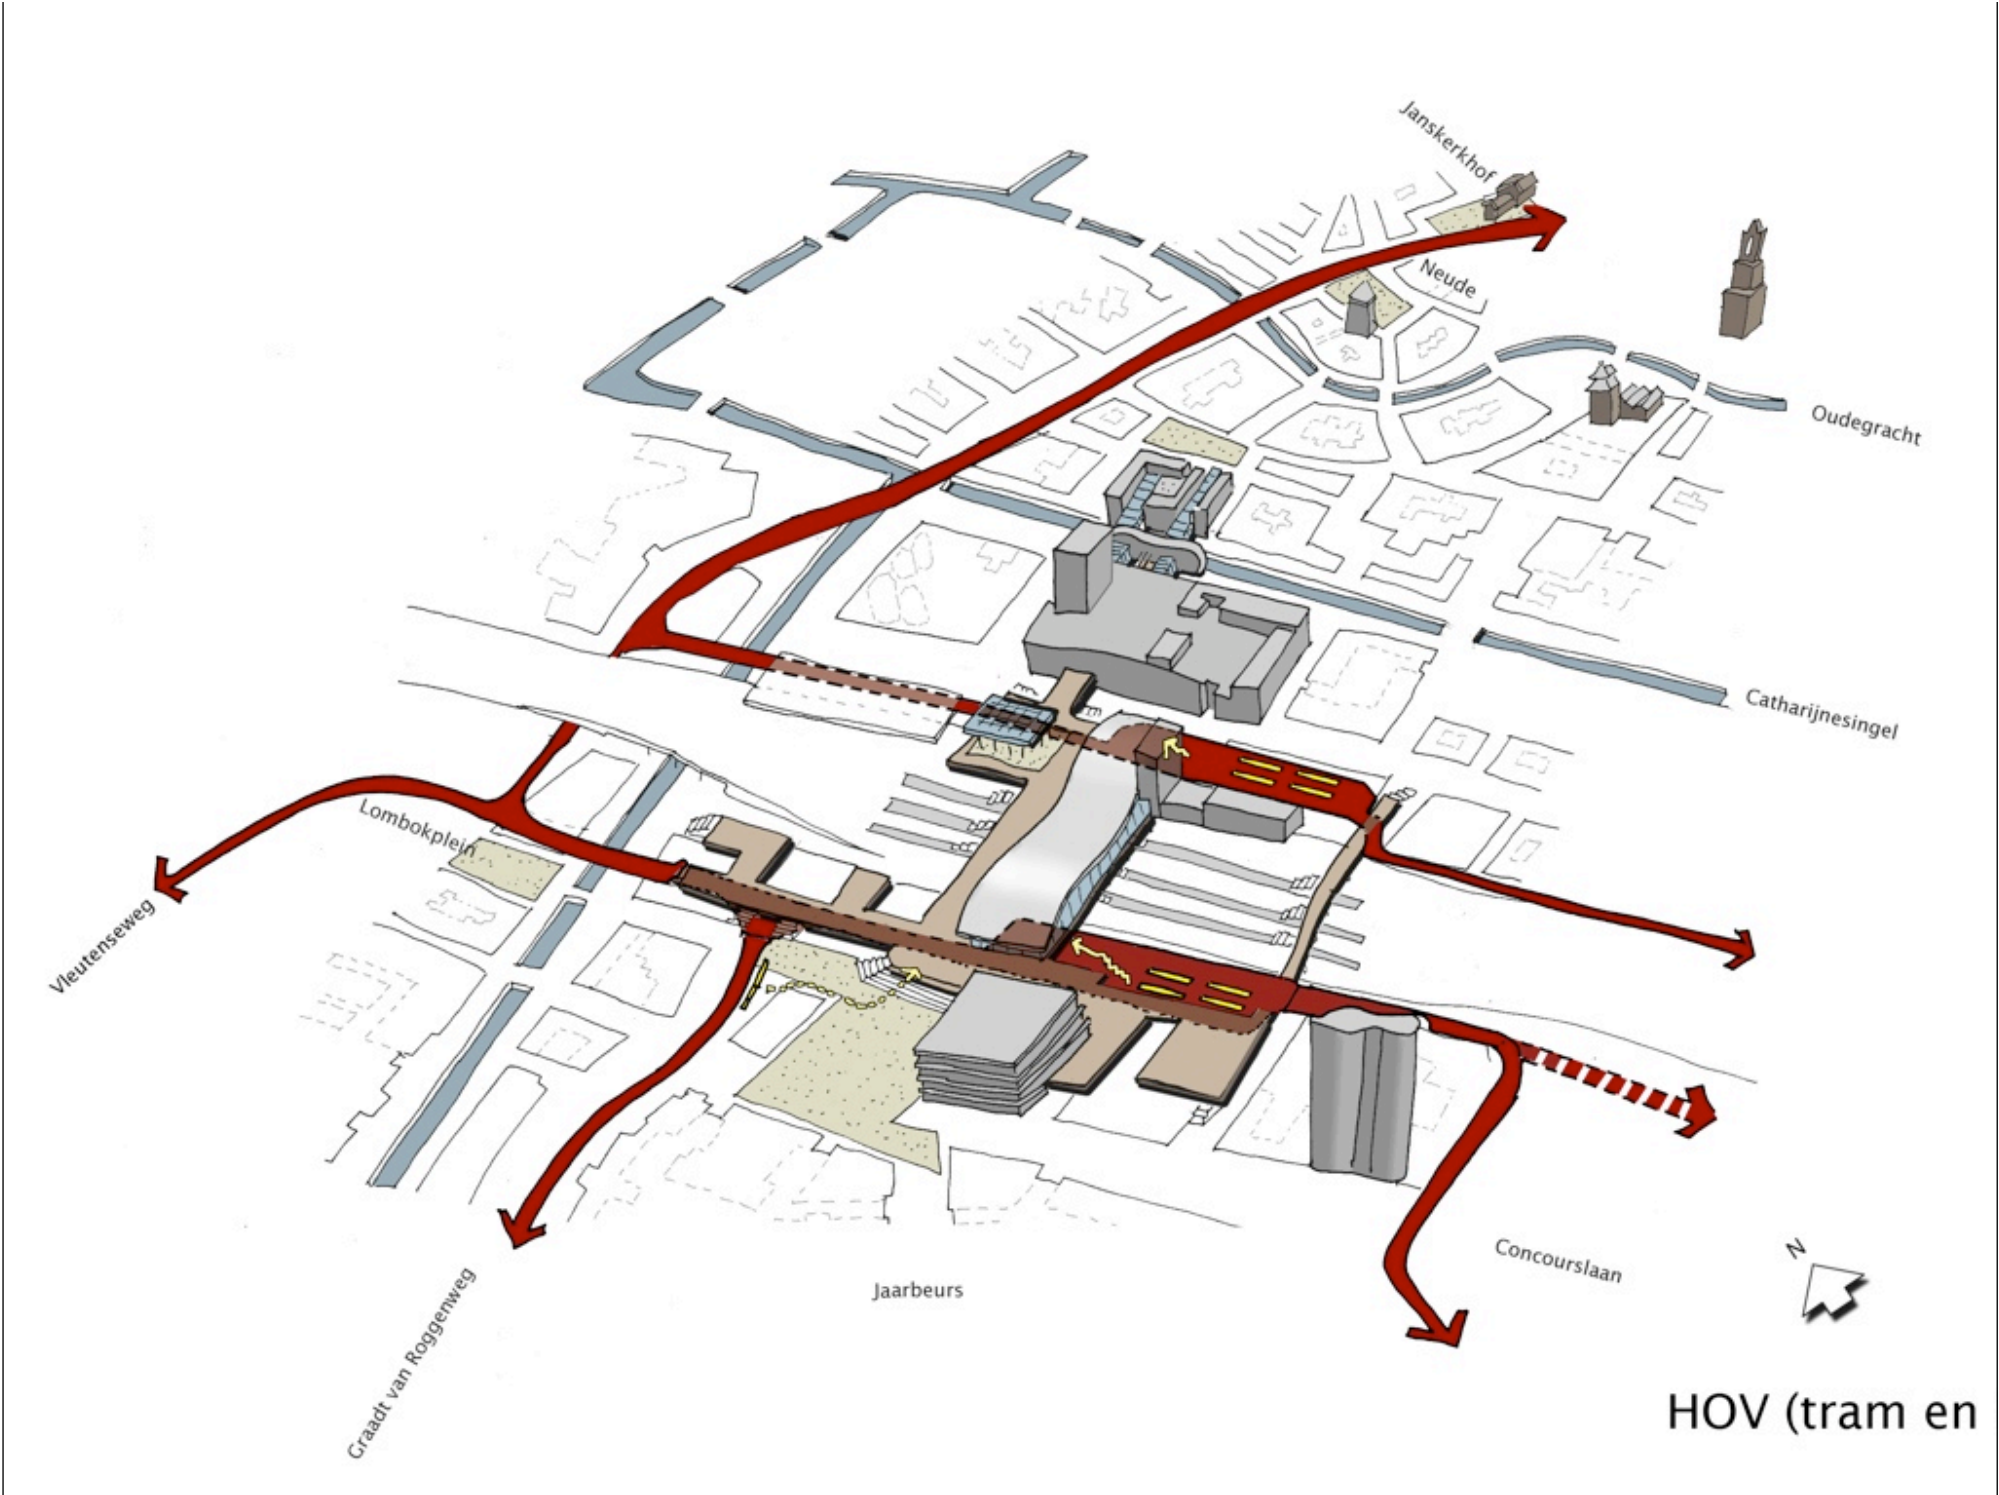 Janskerkhof
Neude
Oudegracht
Catharijnesingel
Lombokplein
Vleutenseweg
Graadt van Roggenweg
Jaarbeurs
Concourslaan
N
HOV (tram en